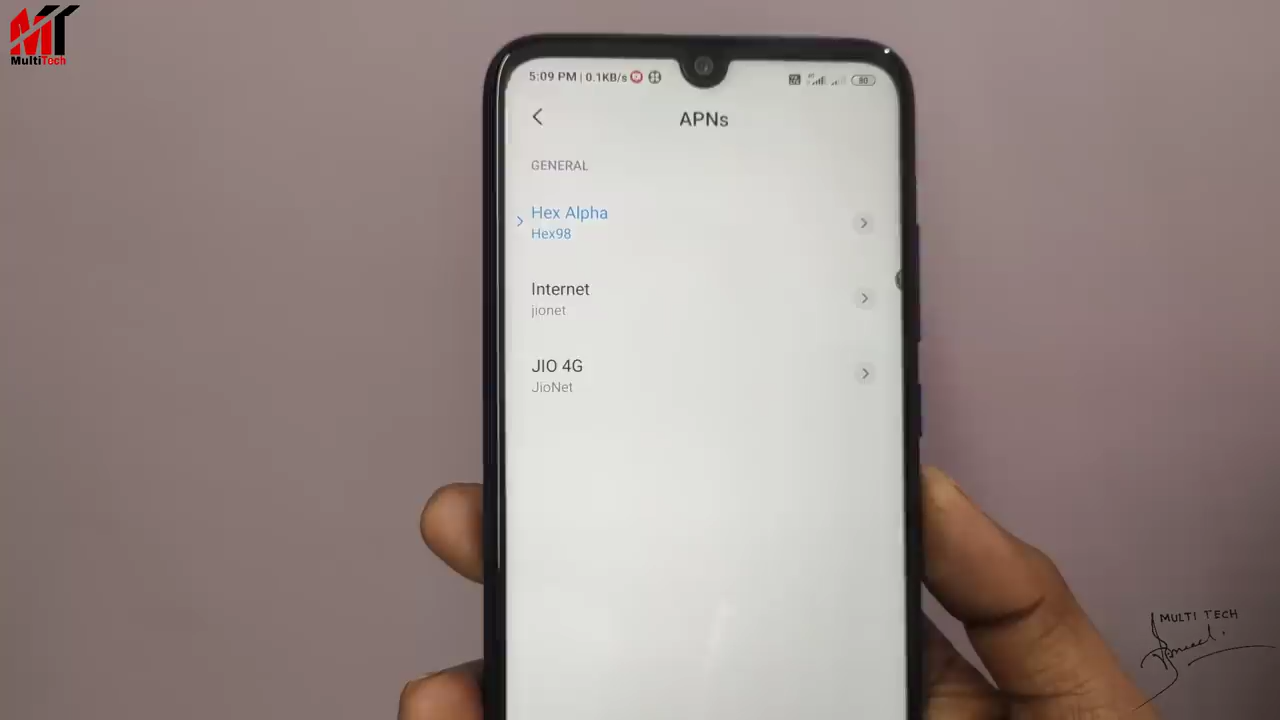 MT
MultiTech
5:09 PM | 0.1KB/s
80
APNs
GENERAL
Hex Alpha
Hex98
Internet
jionet
JIO 4G
JioNet
MULTI TECH